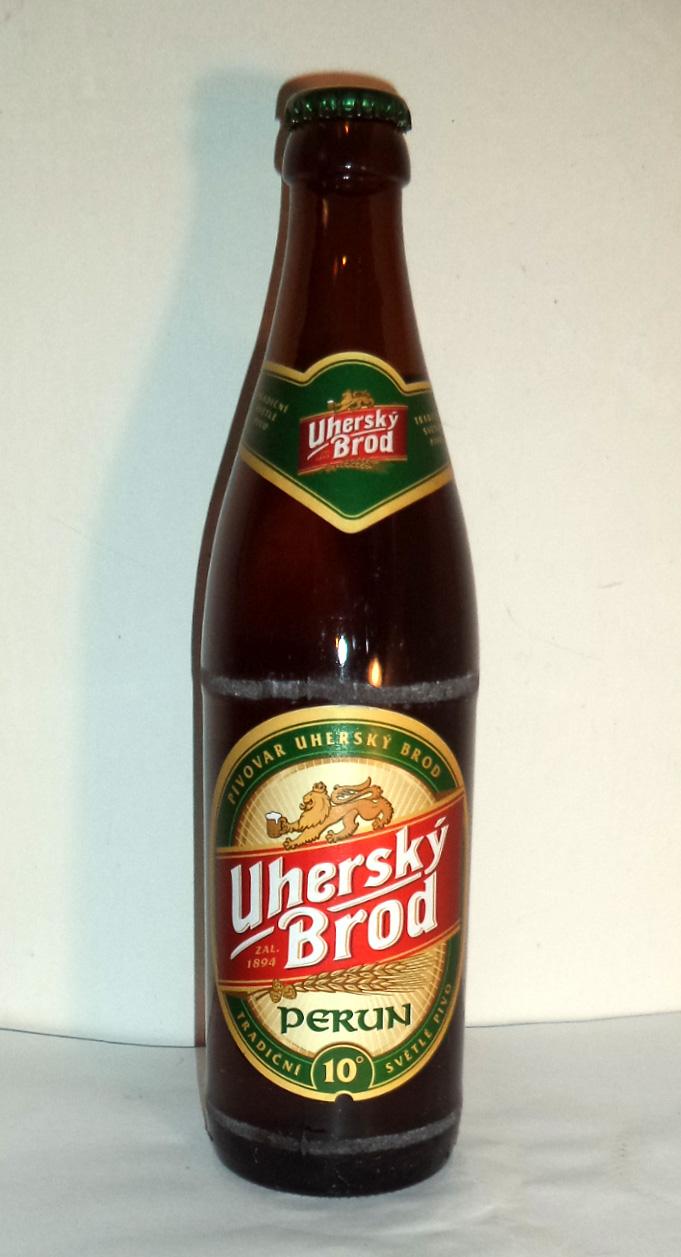 Uherský
Brod
PIVOVAR UHERSKÝ BROD
Uherský
Brod
ZAL.
1894
PERUN
TRADIČNÍ 10° SVĚTLÉ PIVO